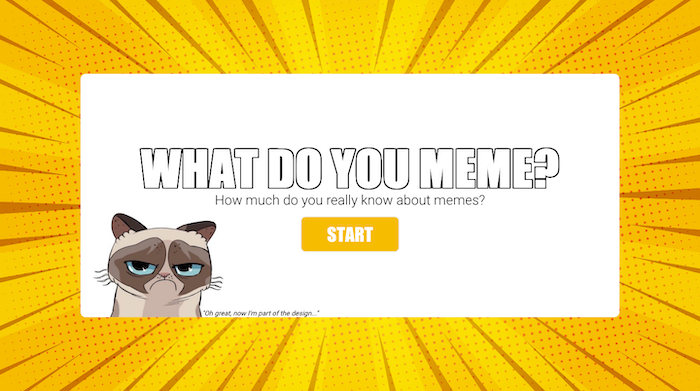 WHAT DO YOU MEME?
How much do you really know about memes?
START
"Oh great, now I'm part of the design..."